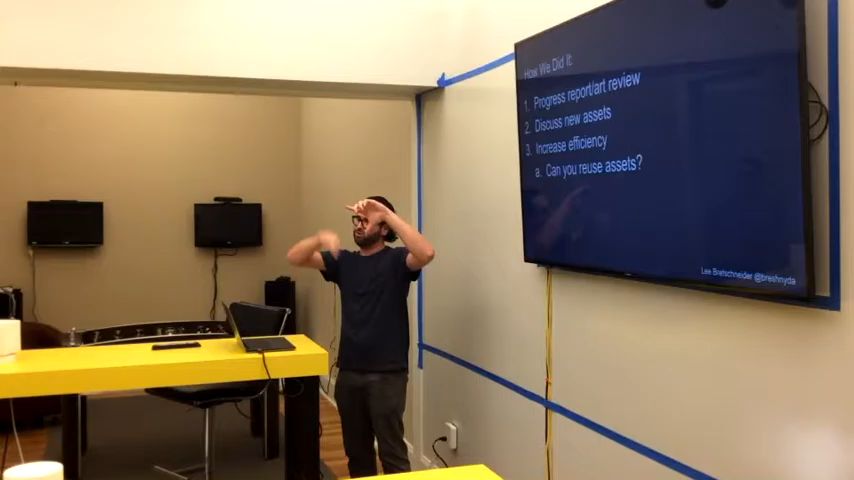 How We Did It:
1. Progress report/art review
2. Discuss new assets
3. Increase efficiency
a. Can you reuse assets?
Lee Bretschneider @breshnyda